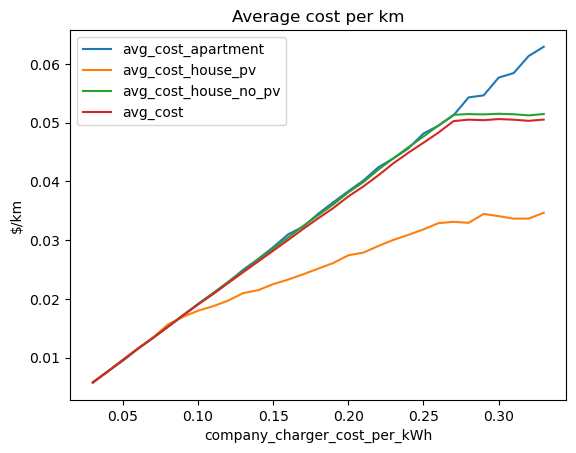 Average cost per km
avg_cost_apartment
avg_cost_house_pv
avg_cost_house_no_pv
avg_cost
$/km
0.06
0.05
0.04
0.03
0.02
0.01
0.05 0.10 0.15 0.20 0.25 0.30
company_charger_cost_per_kWh